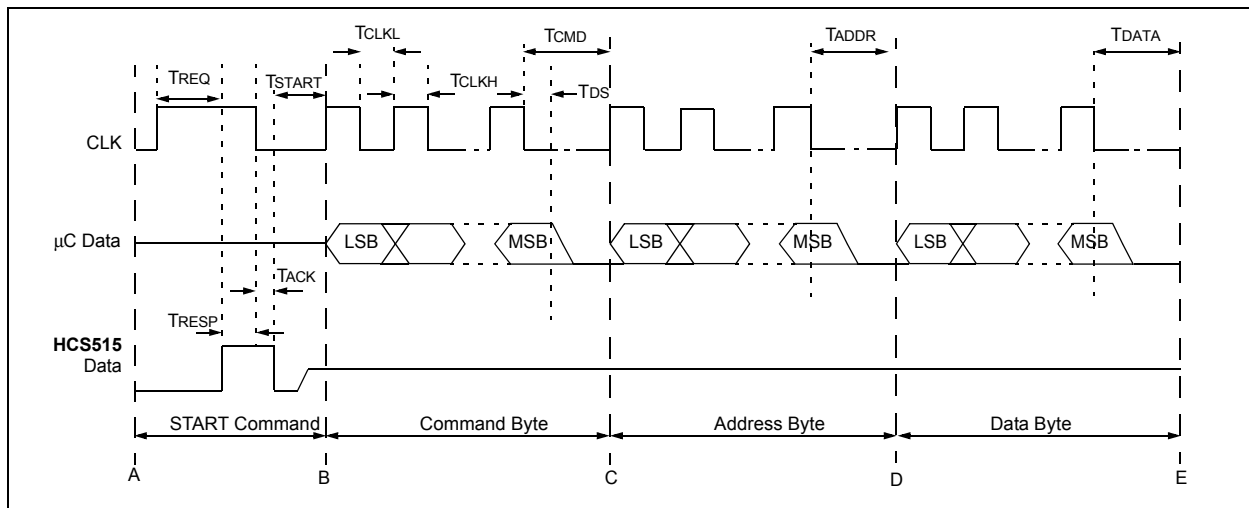 TCLKL TCMD TADDR TDATA
TREQ TSTART TCLKH TDS
CLK
μC Data LSB MSB LSB MSB LSB MSB
TACK
TRESP
HCS515
Data
START Command Command Byte Address Byte Data Byte
A B C D E